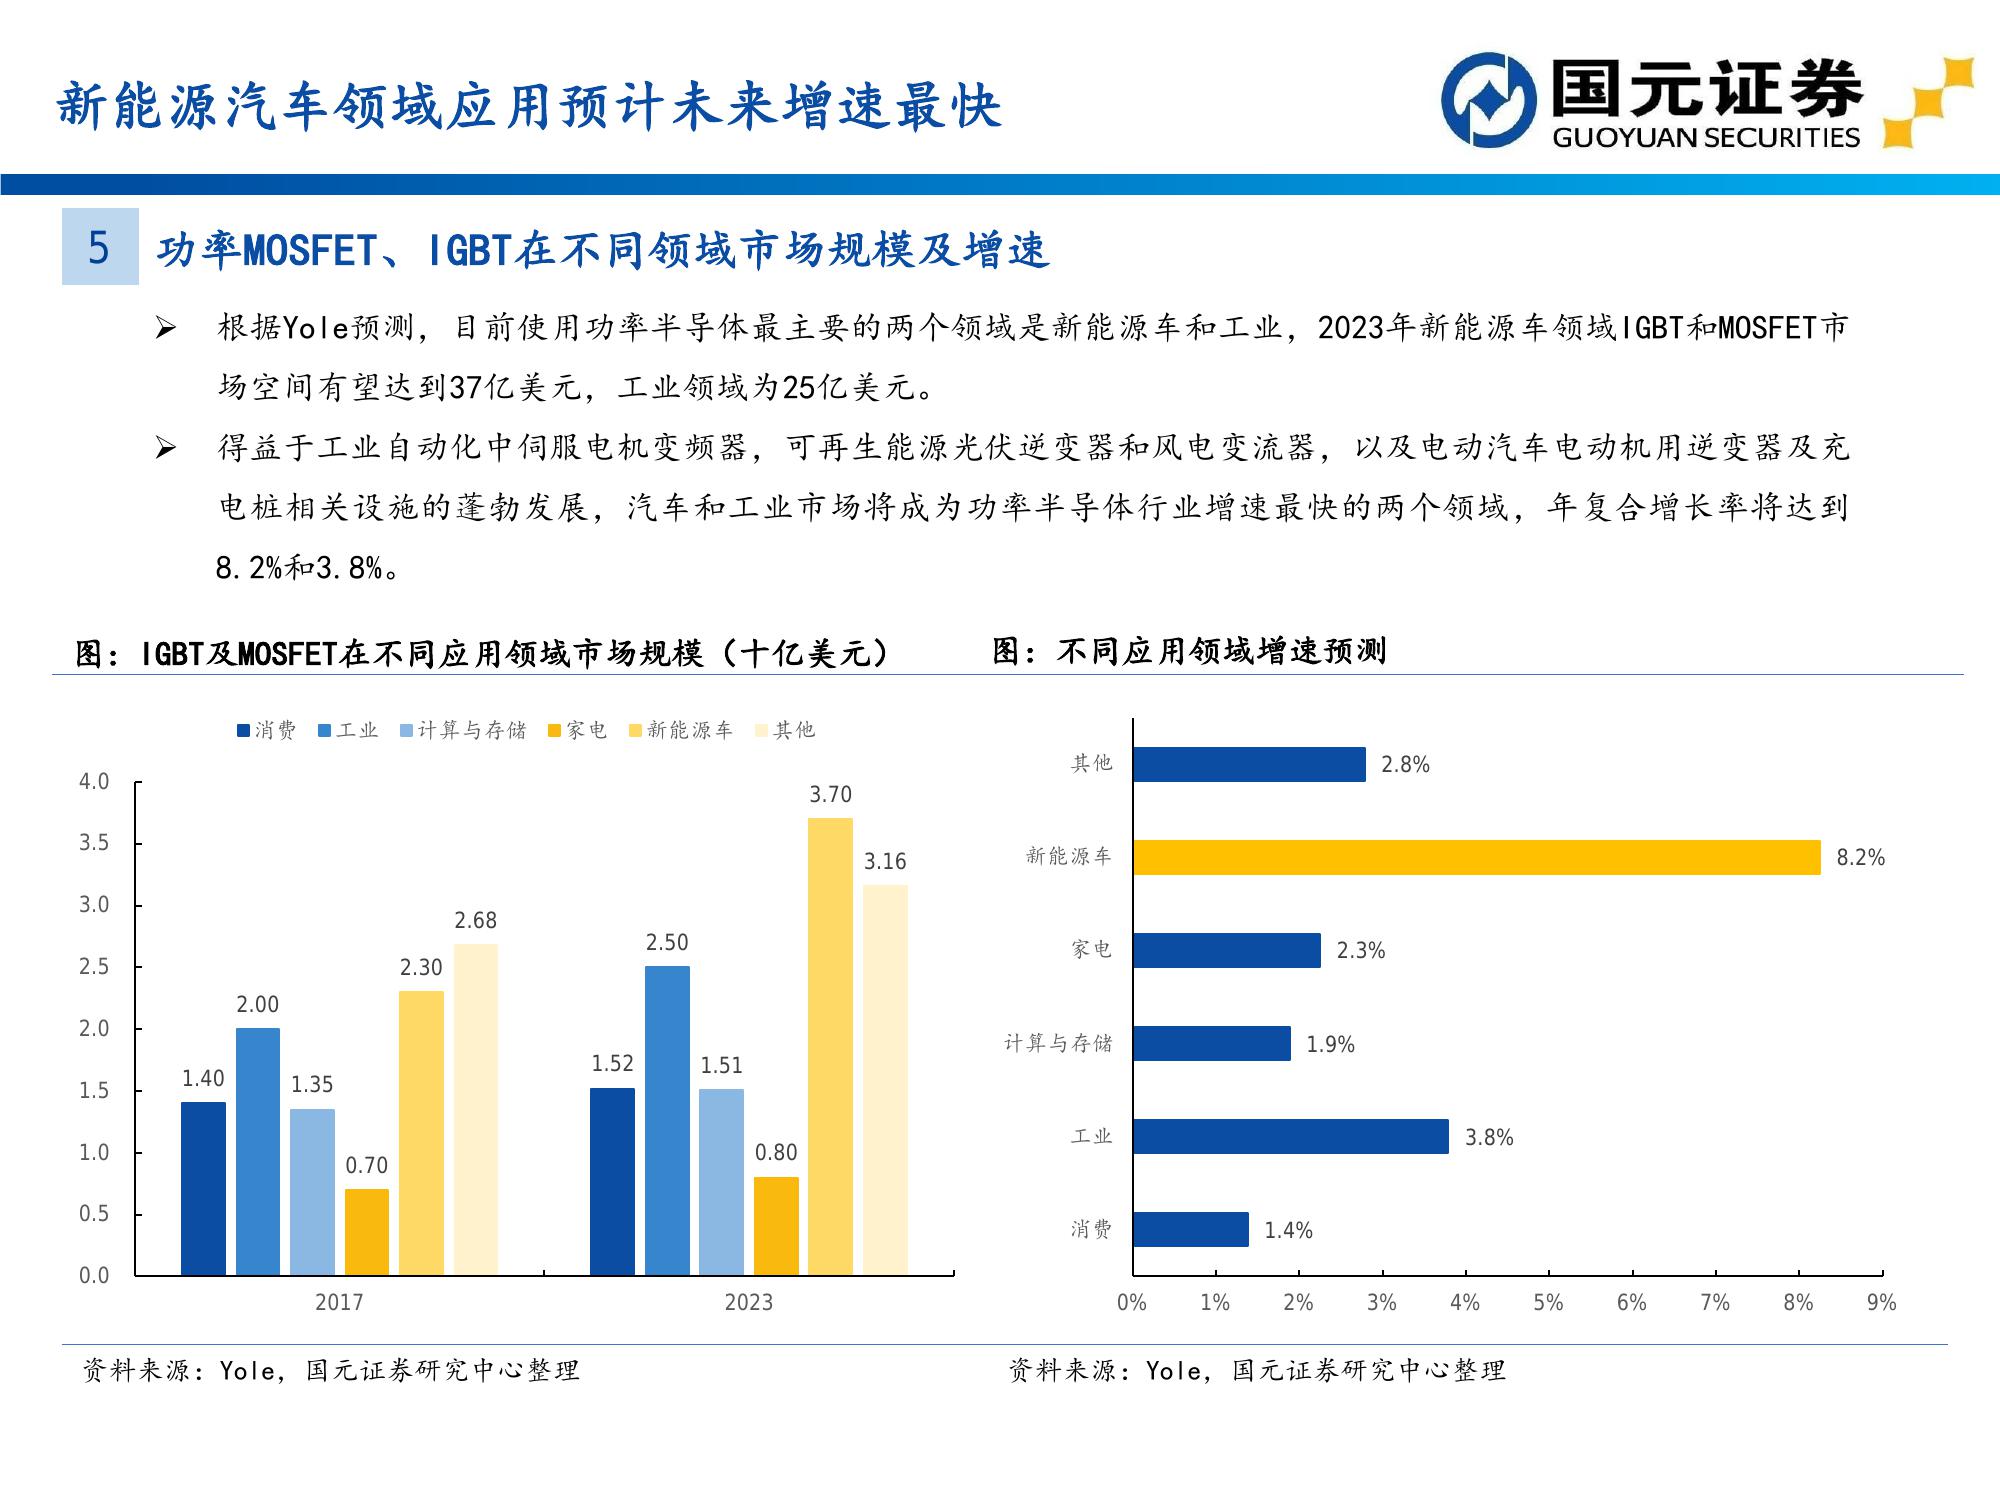 新能源汽车领域应用预计未来增速最快
国元证券
GUOYUAN SECURITIES
5
功率MOSFET、IGBT在不同领域市场规模及增速
➢ 根据Yole预测，目前使用功率半导体最主要的两个领域是新能源车和工业，2023年新能源车领域IGBT和MOSFET市
场空间有望达到37亿美元，工业领域为25亿美元。
➢ 得益于工业自动化中伺服电机变频器，可再生能源光伏逆变器和风电变流器，以及电动汽车电动机用逆变器及充
电桩相关设施的蓬勃发展，汽车和工业市场将成为功率半导体行业增速最快的两个领域，年复合增长率将达到
8.2%和3.8%。
图：IGBT及MOSFET在不同应用领域市场规模（十亿美元）
消费 工业 计算与存储 家电 新能源车 其他
4.0
3.5
3.0
2.5
2.0
1.5
1.0
0.5
0.0
1.40
2.00
1.35
0.70
2.30
2.68
1.52
2.50
1.51
0.80
3.70
3.16
2017
2023
资料来源：Yole，国元证券研究中心整理
图：不同应用领域增速预测
其他 2.8%
新能源车 8.2%
家电 2.3%
计算与存储 1.9%
工业 3.8%
消费 1.4%
0% 1% 2% 3% 4% 5% 6% 7% 8% 9%
资料来源：Yole，国元证券研究中心整理